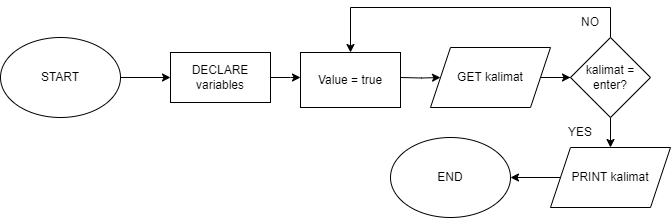 NO
START
DECLARE
variables
Value = true
GET kalimat
kalimat =
enter?
YES
END
PRINT kalimat